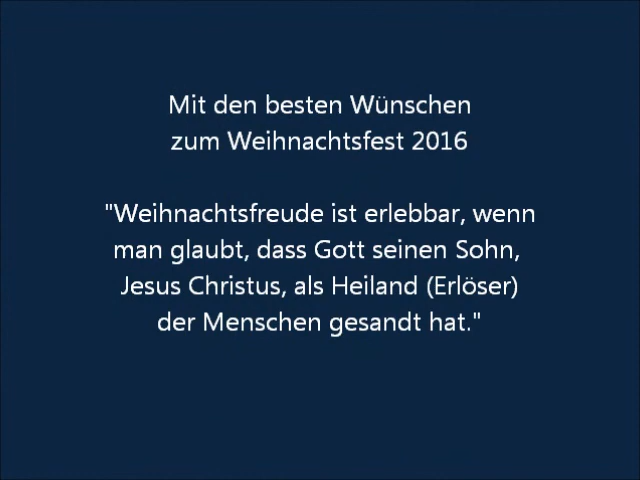 Mit den besten Wünschen
zum Weihnachtsfest 2016
"Weihnachtsfreude ist erlebbar, wenn
man glaubt, dass Gott seinen Sohn,
Jesus Christus, als Heiland (Erlöser)
der Menschen gesandt hat."